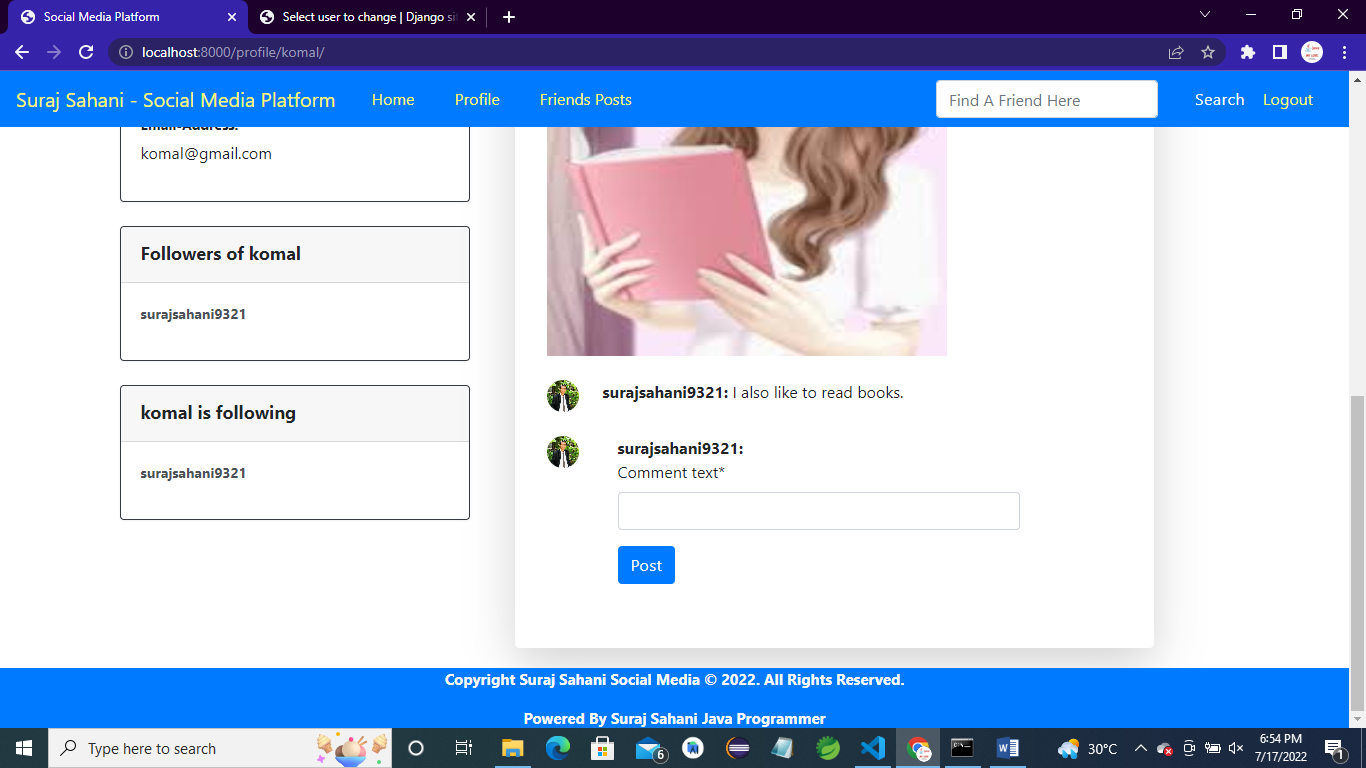 Social Media Platform
Select user to change | Django si
localhost:8000/profile/komal/
Suraj Sahani - Social Media Platform
Home
Profile
Friends Posts
Find A Friend Here
Search
Logout
Email-Address:
komal@gmail.com
Followers of komal
surajsahani9321
komal is following
surajsahani9321
surajsahani9321: I also like to read books.
surajsahani9321:
Comment text*
Post
Copyright Suraj Sahani Social Media © 2022. All Rights Reserved.
Powered By Suraj Sahani Java Programmer
Type here to search
6
30°C
6:54 PM
7/17/2022
1